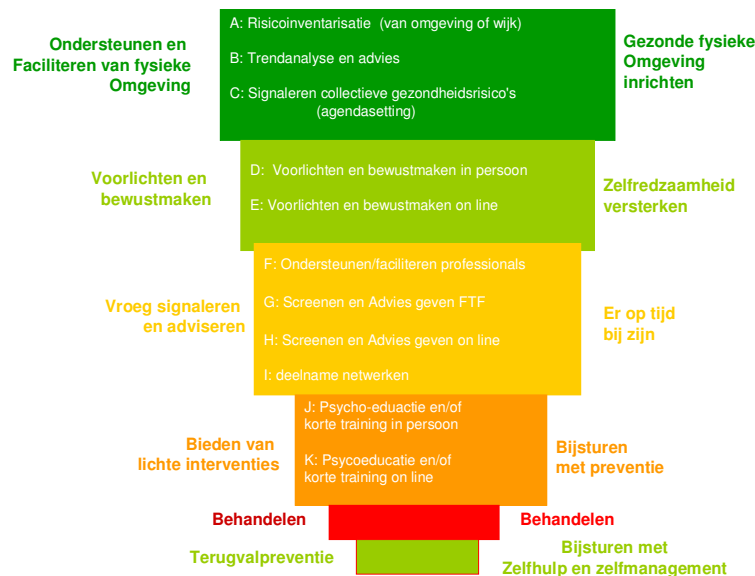 A: Risicoinventarisatie (van omgeving of wijk)
Ondersteunen en
Faciliteren van fysieke
Omgeving
B: Trendanalyse en advies
C: Signaleren collectieve gezondheidsrisico's
(agendasetting)
Gezonde fysieke
Omgeving
inrichten
Voorlichten en
bewustmaken
D: Voorlichten en bewustmaken in persoon
E: Voorlichten en bewustmaken on line
Zelfredzaamheid
versterken
Vroeg signaleren
en adviseren
F: Ondersteunen/faciliteren professionals
G: Screenen en Advies geven FTF
H: Screenen en Advies geven on line
I: deelname netwerken
Er op tijd
bij zijn
Bieden van
lichte interventies
J: Psycho-eduactie en/of
korte training in persoon
K: Psycoeducatie en/of
korte training on line
Bijsturen
met preventie
Behandelen
Behandelen
Terugvalpreventie
Bijsturen met
Zelfhulp en zelfmanagement